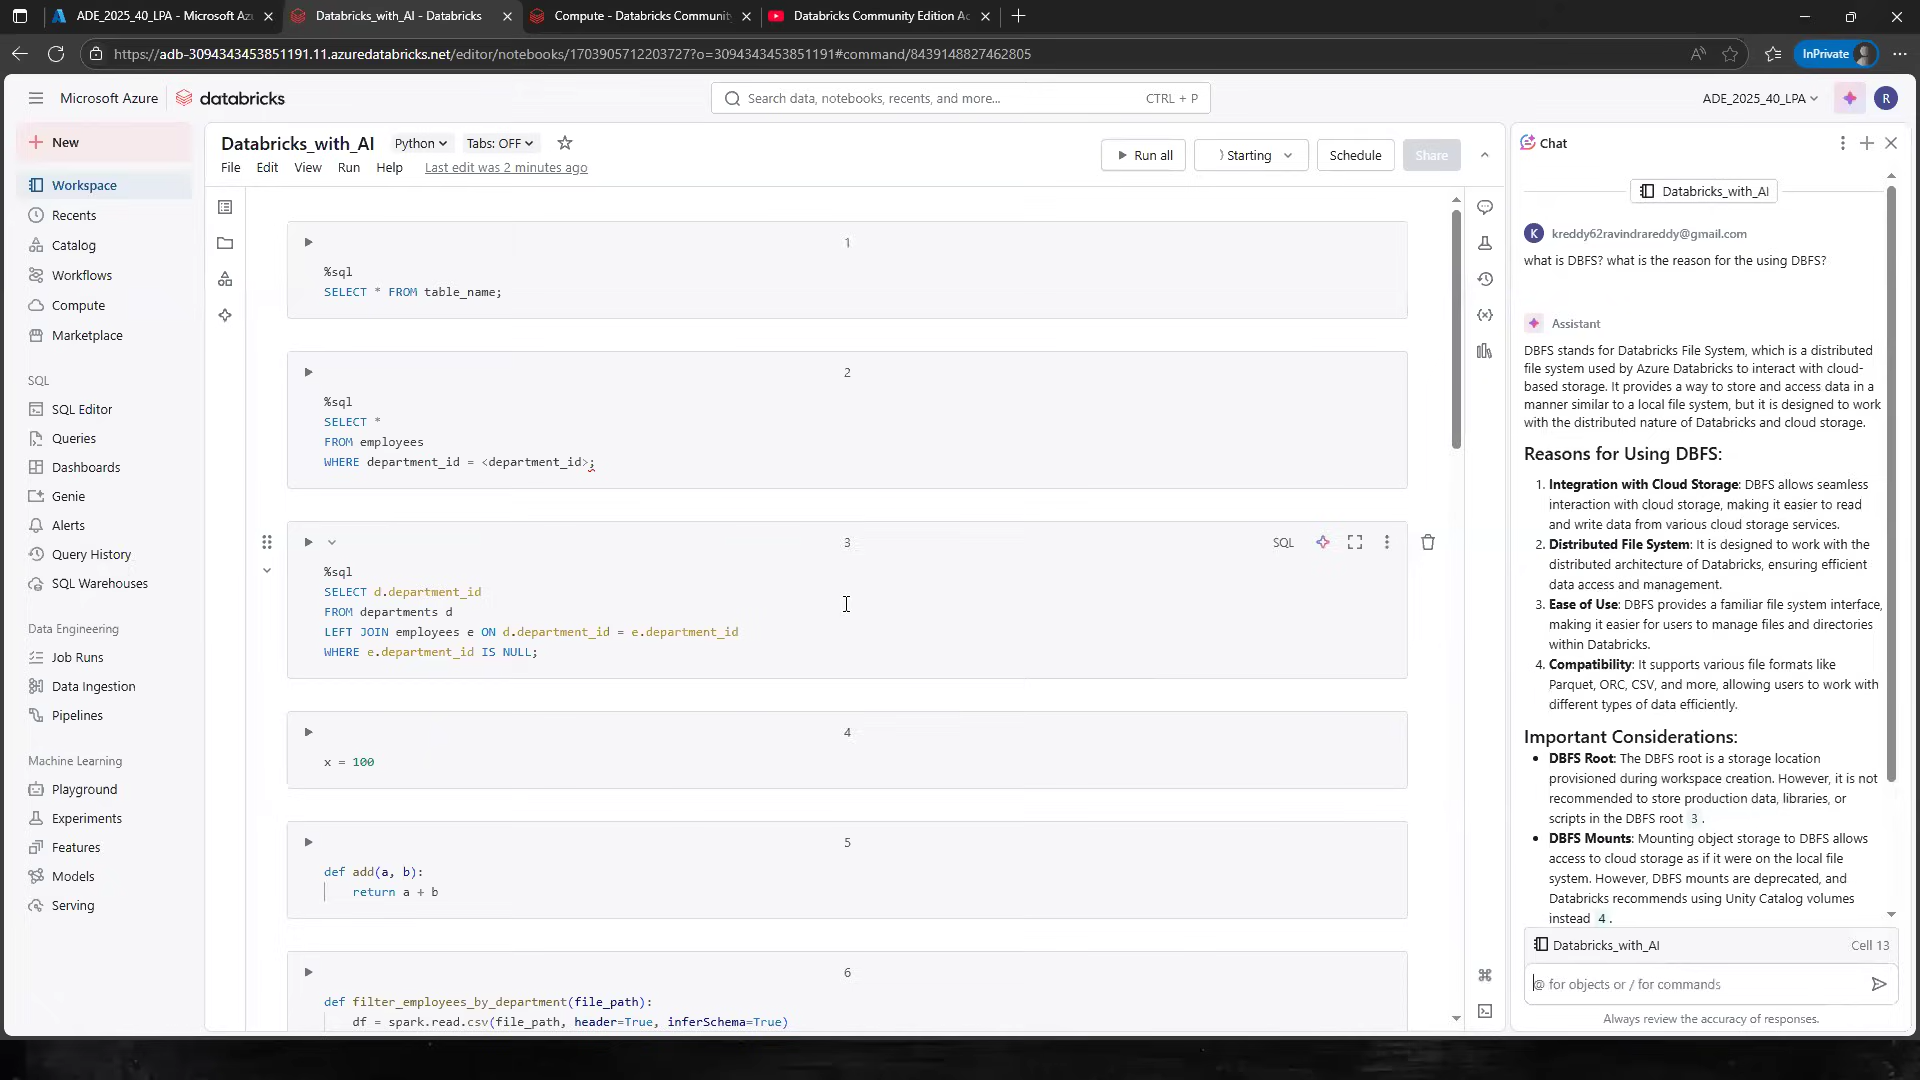 ADE_2025_40_LPA - Microsoft Az
Databricks_with_AI - Databricks
Compute - Databricks Communit
Databricks Community Edition Ac
https://adb-3094343453851191.11.azuredatabricks.net/editor/notebooks/1703905712203727?o=3094343453851191#command/8439148827462805
InPrivate
Microsoft Azure
databricks
Search data, notebooks, recents, and more...
CTRL + P
ADE_2025_40_LPA
R
New
Workspace
Recents
Catalog
Workflows
Compute
Marketplace
SQL
SQL Editor
Queries
Dashboards
Genie
Alerts
Query History
SQL Warehouses
Data Engineering
Job Runs
Data Ingestion
Pipelines
Machine Learning
Playground
Experiments
Features
Models
Serving
Databricks_with_AI
Python
Tabs: OFF
File Edit View Run Help
Last edit was 2 minutes ago
Run all
Starting
Schedule
Share
1
%sql
SELECT * FROM table_name;
2
%sql
SELECT *
FROM employees
WHERE department_id = <department_id>;
3
SQL
%sql
SELECT d.department_id
FROM departments d
LEFT JOIN employees e ON d.department_id = e.department_id
WHERE e.department_id IS NULL;
4
x = 100
5
def add(a, b):
return a + b
6
def filter_employees_by_department(file_path):
df = spark.read.csv(file_path, header=True, inferSchema=True)
Chat
Databricks_with_AI
K
kreddy62ravindrareddy@gmail.com
what is DBFS? what is the reason for the using DBFS?
Assistant
DBFS stands for Databricks File System, which is a distributed
file system used by Azure Databricks to interact with cloud-
based storage. It provides a way to store and access data in a
manner similar to a local file system, but it is designed to work
with the distributed nature of Databricks and cloud storage.
Reasons for Using DBFS:
1. Integration with Cloud Storage: DBFS allows seamless
interaction with cloud storage, making it easier to read
and write data from various cloud storage services.
2. Distributed File System: It is designed to work with the
distributed architecture of Databricks, ensuring efficient
data access and management.
3. Ease of Use: DBFS provides a familiar file system interface,
making it easier for users to manage files and directories
within Databricks.
4. Compatibility: It supports various file formats like
Parquet, ORC, CSV, and more, allowing users to work with
different types of data efficiently.
Important Considerations:
• DBFS Root: The DBFS root is a storage location
provisioned during workspace creation. However, it is not
recommended to store production data, libraries, or
scripts in the DBFS root 3 .
• DBFS Mounts: Mounting object storage to DBFS allows
access to cloud storage as if it were on the local file
system. However, DBFS mounts are deprecated, and
Databricks recommends using Unity Catalog volumes
instead 4 .
Databricks_with_AI
Cell 13
@ for objects or / for commands
Always review the accuracy of responses.